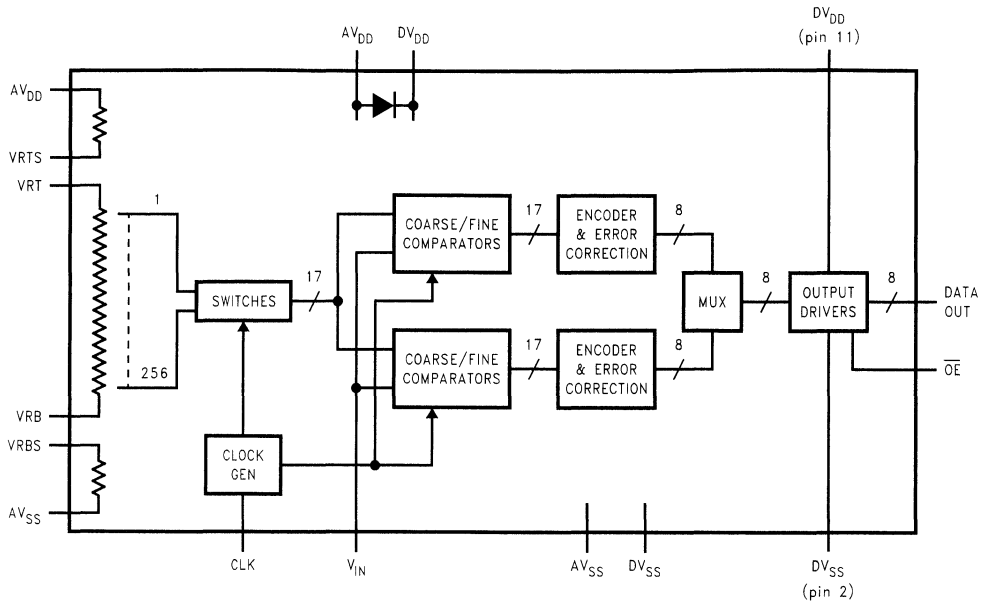 AVDD DVDD
DVDD
(pin 11)
AVDD
VRTS
VRT
1
256
VRB
VRBS
AVSS
SWITCHES
17
CLOCK
GEN
COARSE/FINE
COMPARATORS
17
ENCODER
& ERROR
CORRECTION
8
COARSE/FINE
COMPARATORS
17
ENCODER
& ERROR
CORRECTION
8
MUX
8
OUTPUT
DRIVERS
8
DATA
OUT
OE
CLK
VIN
AVSS
DVSS
DVSS
(pin 2)